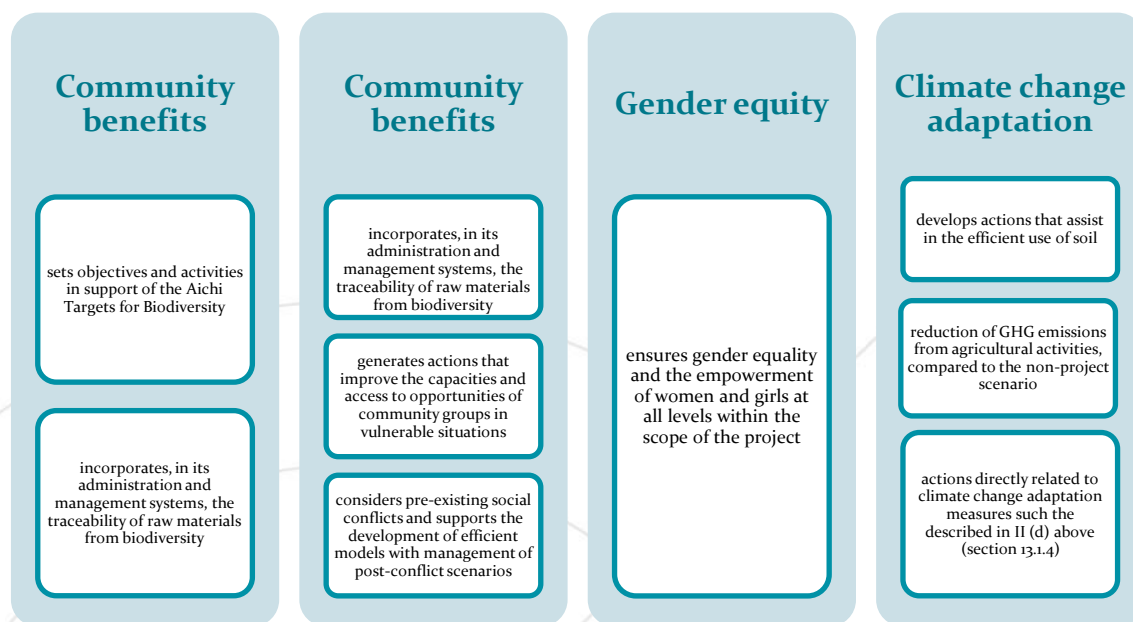 Community
benefits
sets objectives and activities
in support of the Aichi
Targets for Biodiversity
incorporates, in its
administration and
management systems, the
traceability of raw materials
from biodiversity
Community
benefits
incorporates, in its
administration and
management systems, the
traceability of raw materials
from biodiversity
generates actions that
improve the capacities and
access to opportunities of
community groups in
vulnerable situations
considers pre-existing social
conflicts and supports the
development of efficient
models with management of
post-conflict scenarios
Gender equity
ensures gender equality
and the empowerment
of women and girls at
all levels within the
scope of the project
Climate change
adaptation
develops actions that assist
in the efficient use of soil
reduction of GHG emissions
from agricultural activities,
compared to the non-project
scenario
actions directly related to
climate change adaptation
measures such the
described in II (d) above
(section 13.1.4)